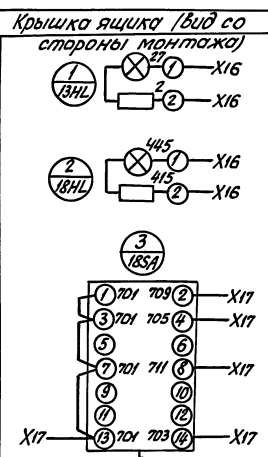 Крышка ящика (вид со
стороны монтажа)
1
13HL
27 1 X16
2 2 X16
2
18HL
445 1 X16
415 2 X16
3
18SA
1 701 709 2 X17
3 701 705 4 X17
5 6
7 701 711 8 X17
9 10
11 12
X17 13 701 703 14 X17